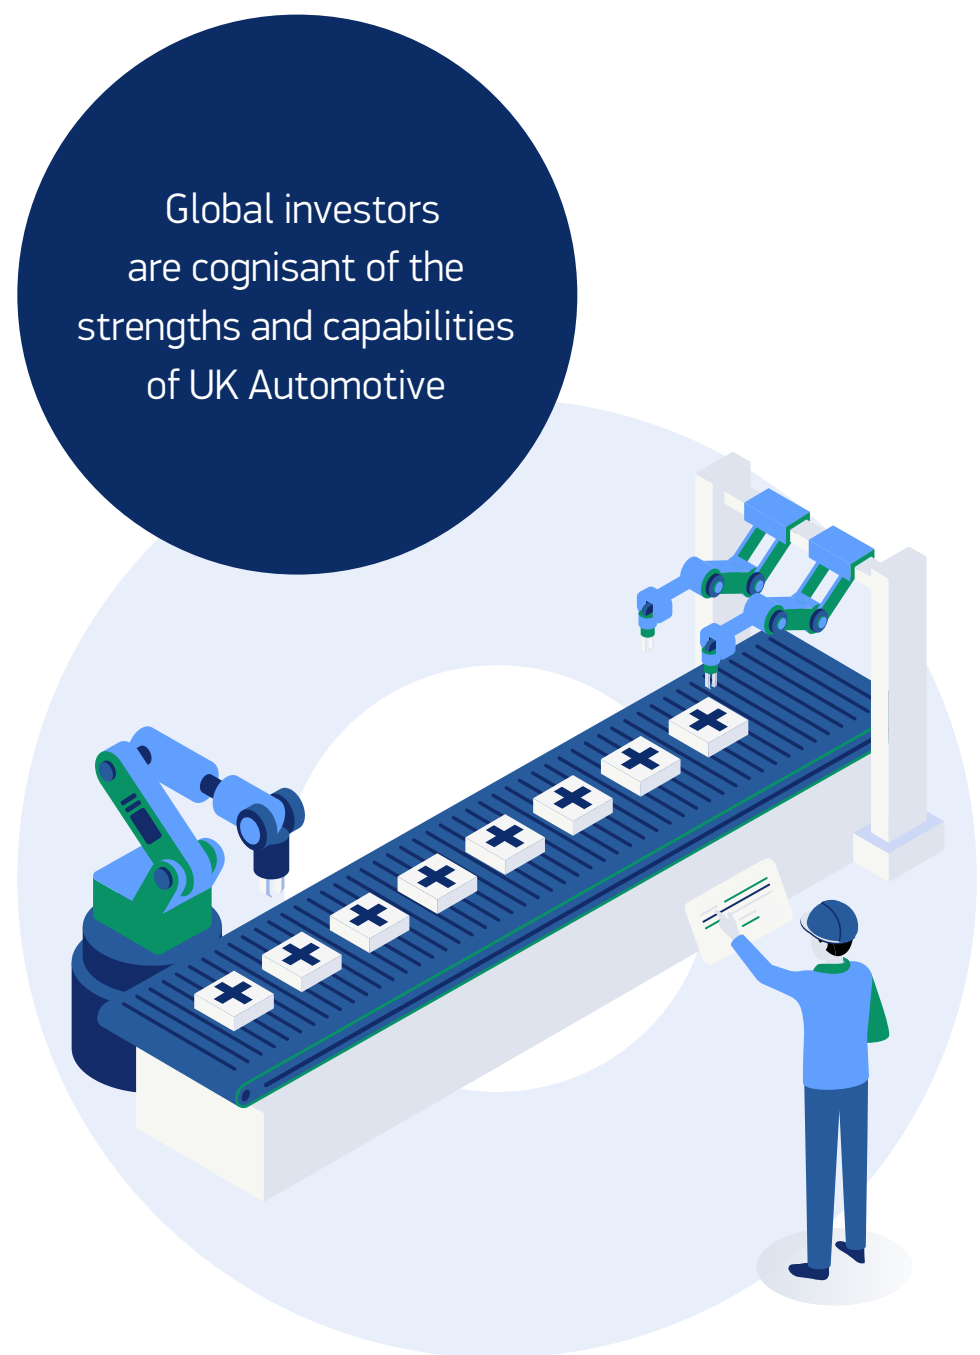 Global investors
are cognisant of the
strengths and capabilities
of UK Automotive